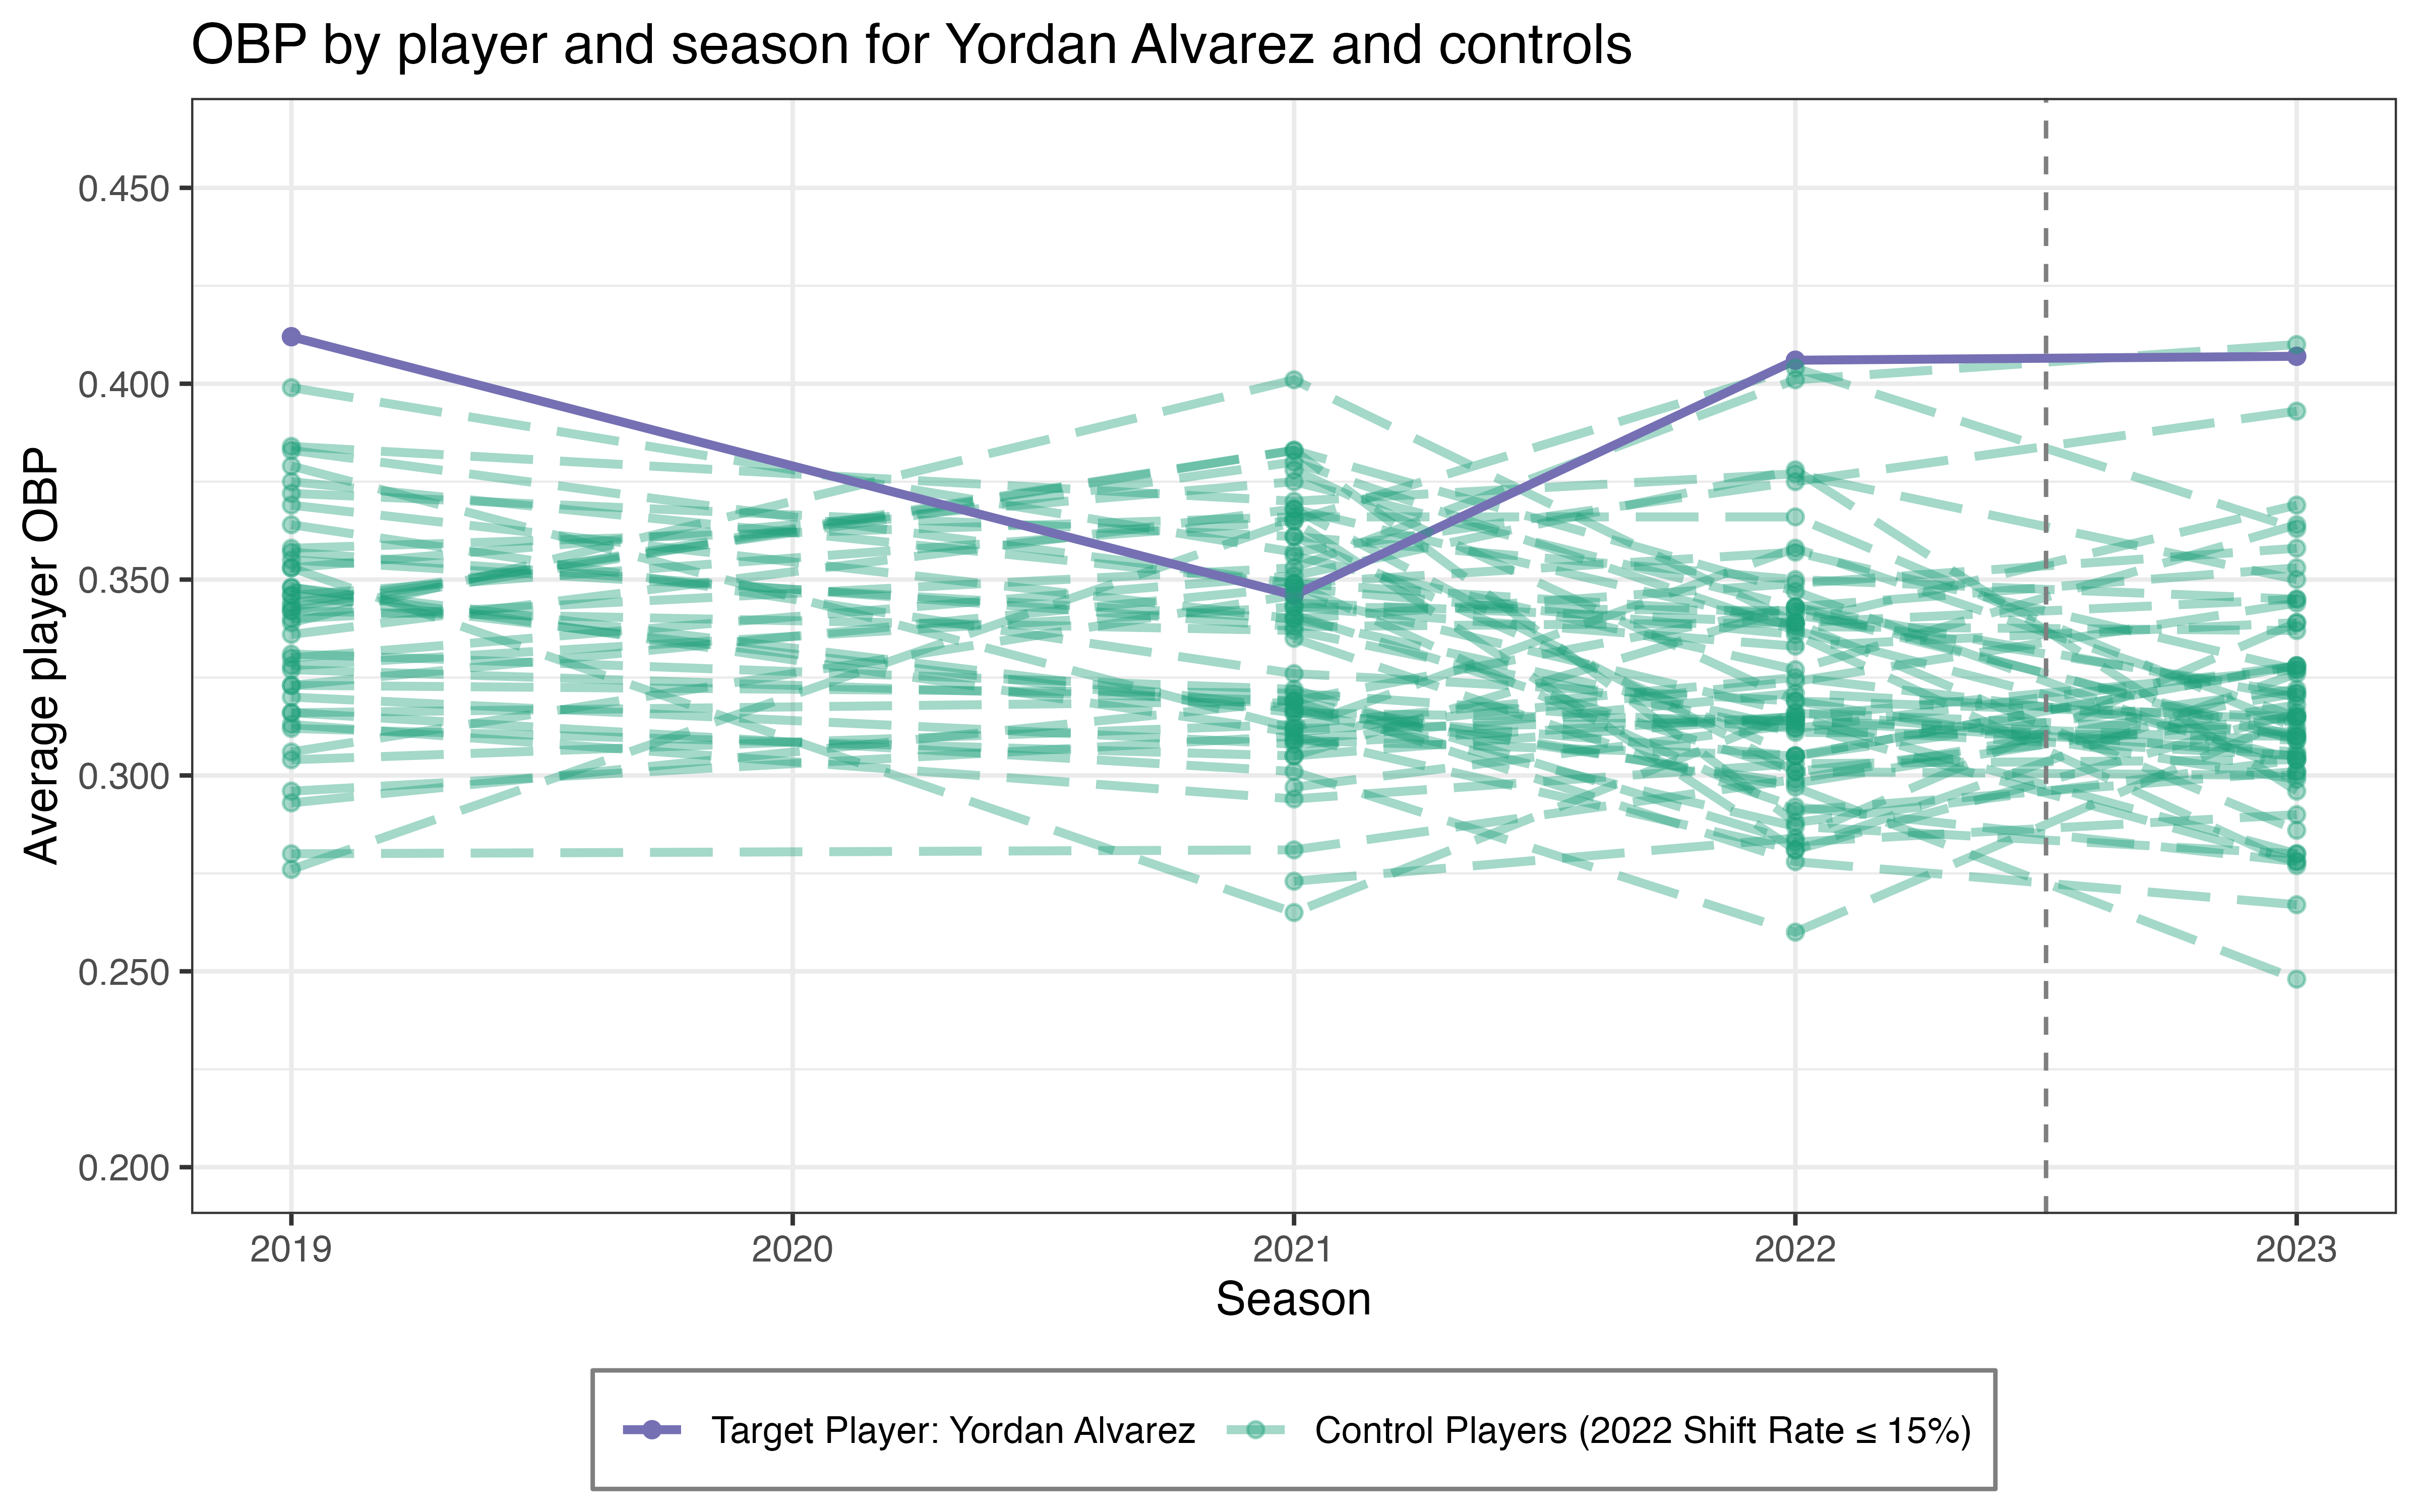 OBP by player and season for Yordan Alvarez and controls
Average player OBP
0.450
0.400
0.350
0.300
0.250
0.200
2019 2020 2021 2022 2023
Season
Target Player: Yordan Alvarez Control Players (2022 Shift Rate ≤ 15%)